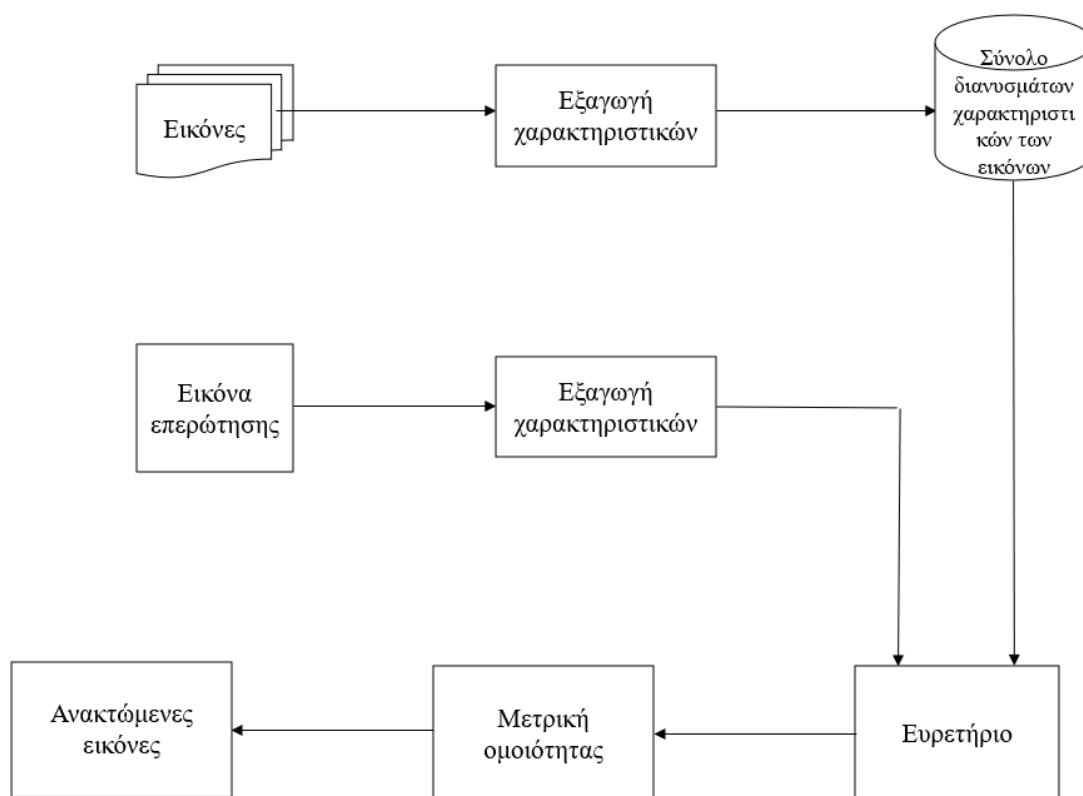 Εικόνες
Εξαγωγή
χαρακτηριστικών
Σύνολο
διανυσμάτων
χαρακτηριστι
κών των
εικόνων
Εικόνα
επερώτησης
Εξαγωγή
χαρακτηριστικών
Ανακτώμενες
εικόνες
Μετρική
ομοιότητας
Ευρετήριο